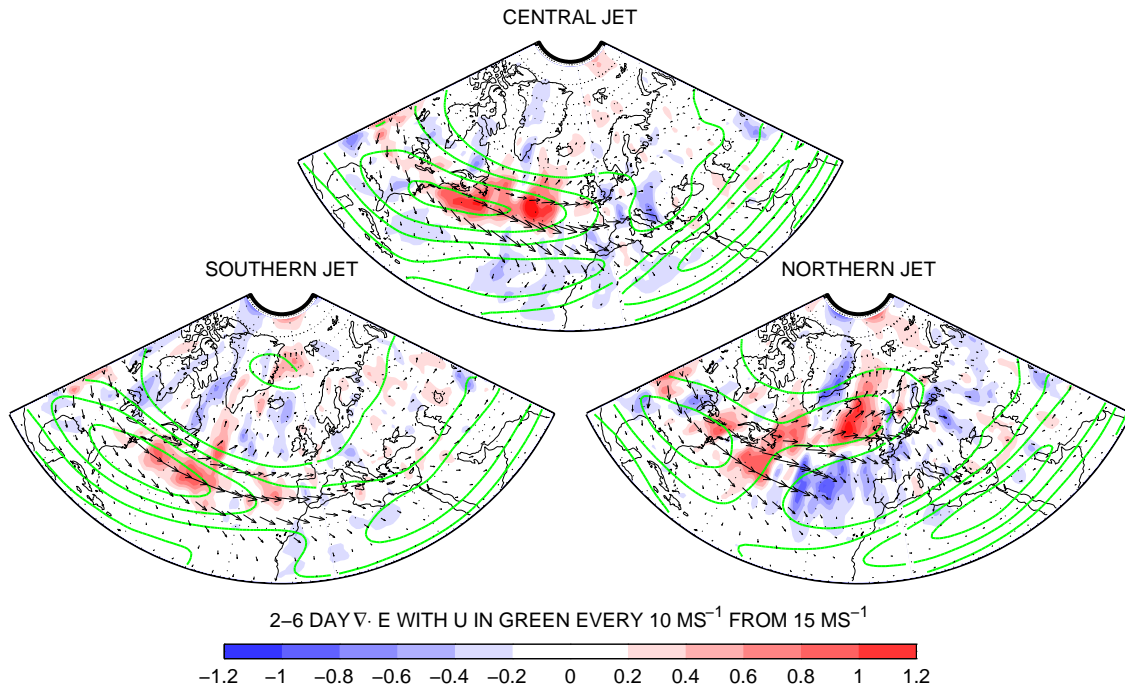 CENTRAL JET
SOUTHERN JET
NORTHERN JET
2–6 DAY ∇· E WITH U IN GREEN EVERY 10 MS⁻¹ FROM 15 MS⁻¹
−1.2 −1 −0.8 −0.6 −0.4 −0.2 0 0.2 0.4 0.6 0.8 1 1.2